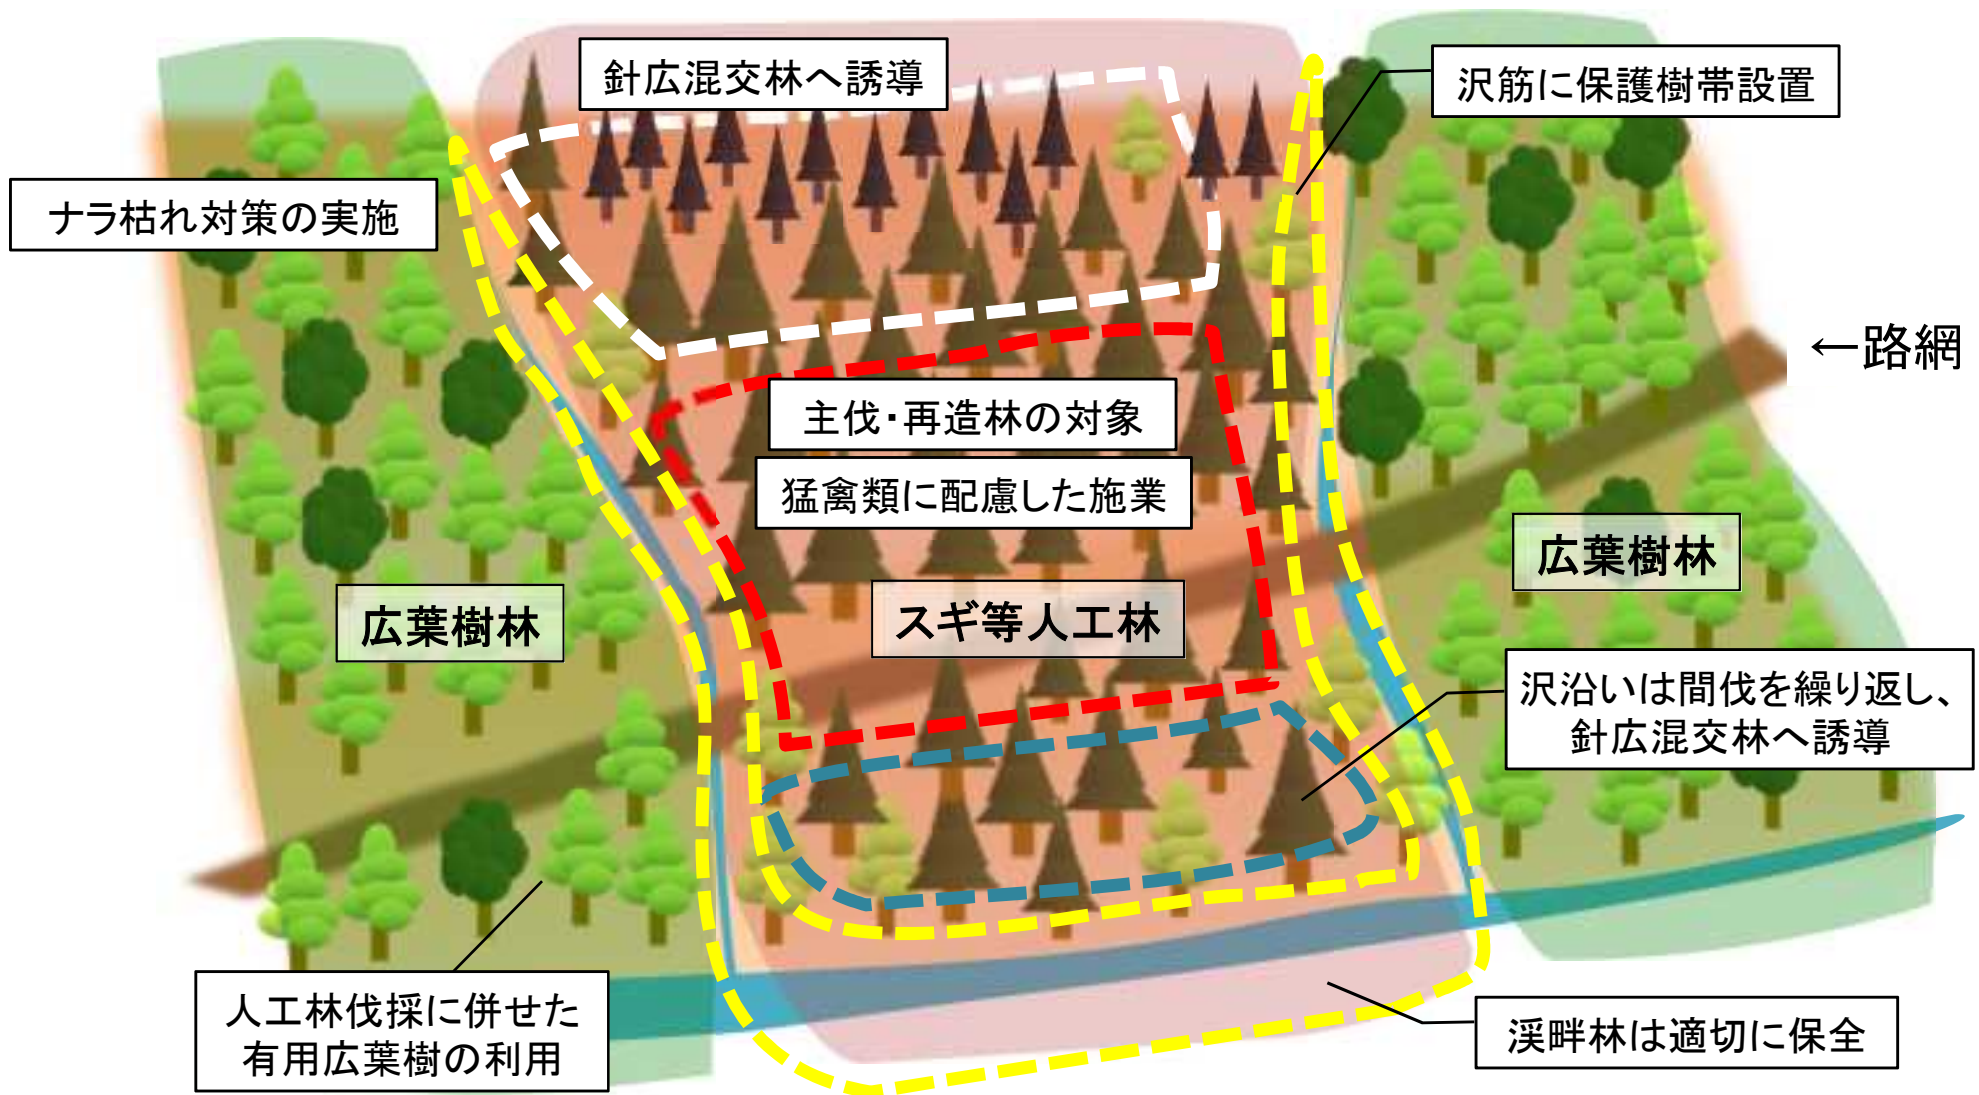 針広混交林へ誘導
沢筋に保護樹帯設置
ナラ枯れ対策の実施
←路網
主伐・再造林の対象
猛禽類に配慮した施業
広葉樹林
広葉樹林
スギ等人工林
沢沿いは間伐を繰り返し、
針広混交林へ誘導
人工林伐採に併せた
有用広葉樹の利用
渓畔林は適切に保全